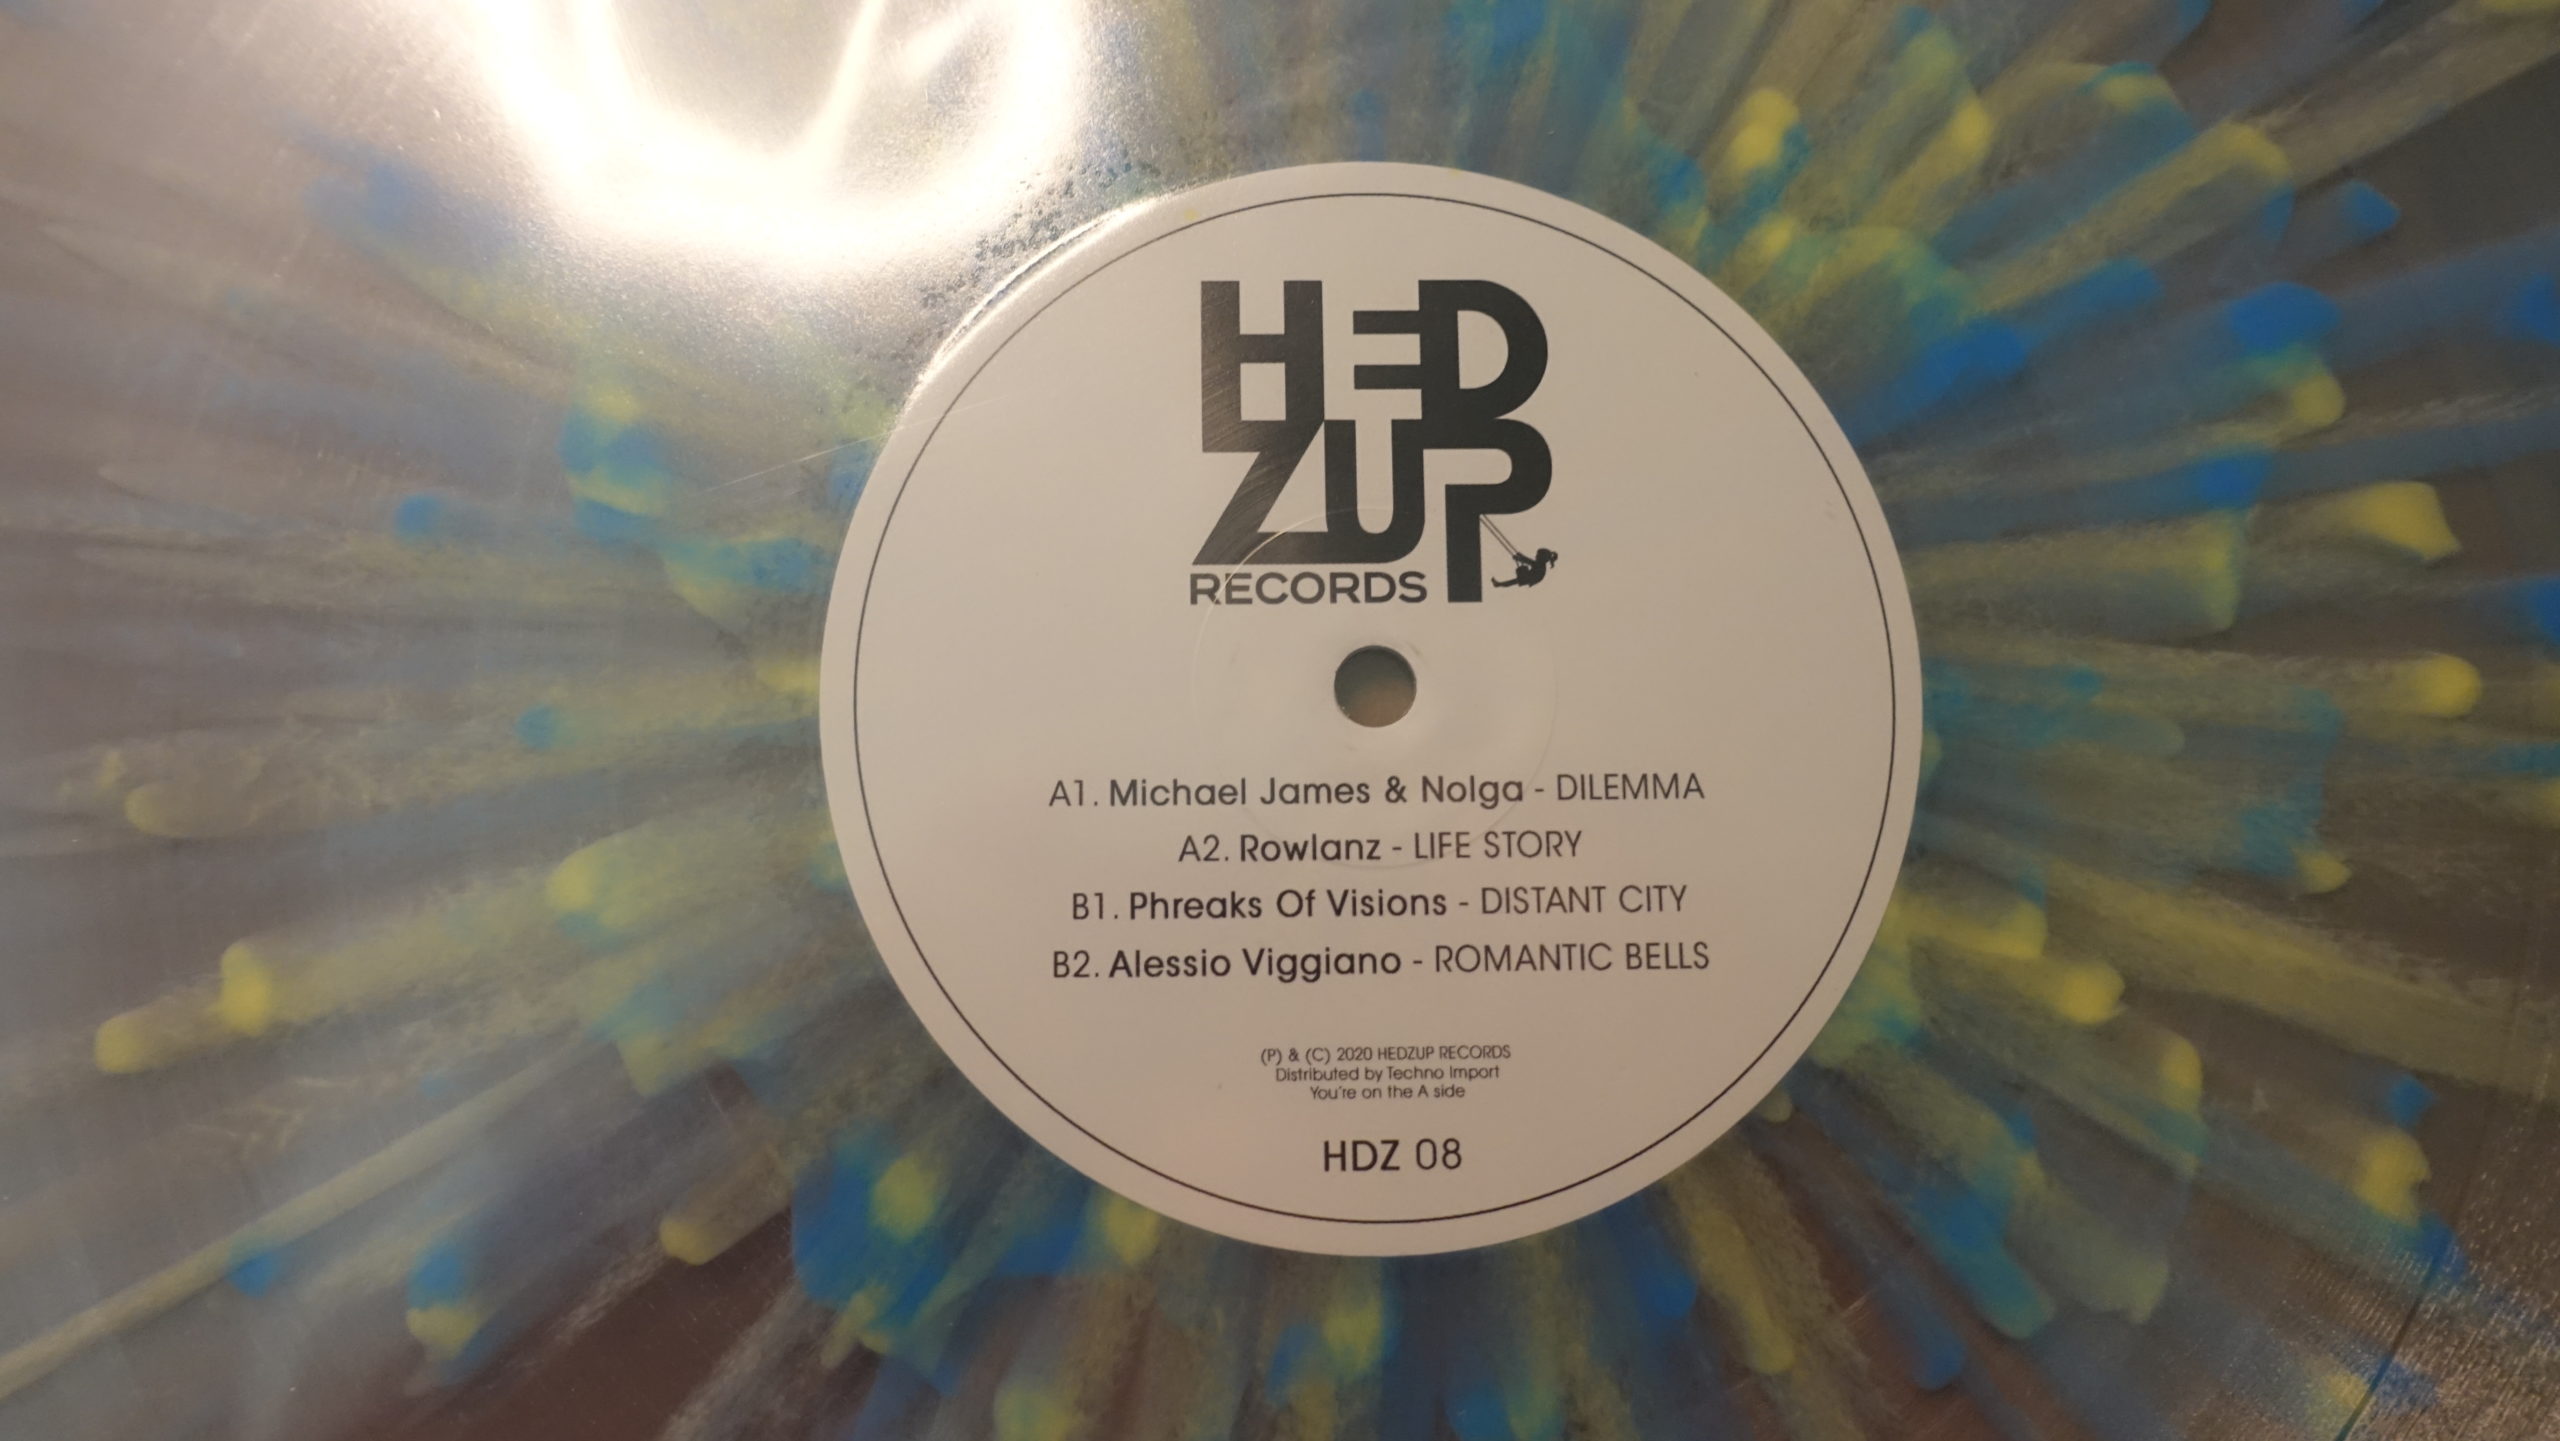 HED
ZUP
RECORDS
A1. Michael James & Nolga - DILEMMA
A2. Rowlanz - LIFE STORY
B1. Phreaks Of Visions - DISTANT CITY
B2. Alessio Viggiano - ROMANTIC BELLS
(P) & (C) 2020 HEDZUP RECORDS
Distributed by Techno Import
You're on the A side
HDZ 08